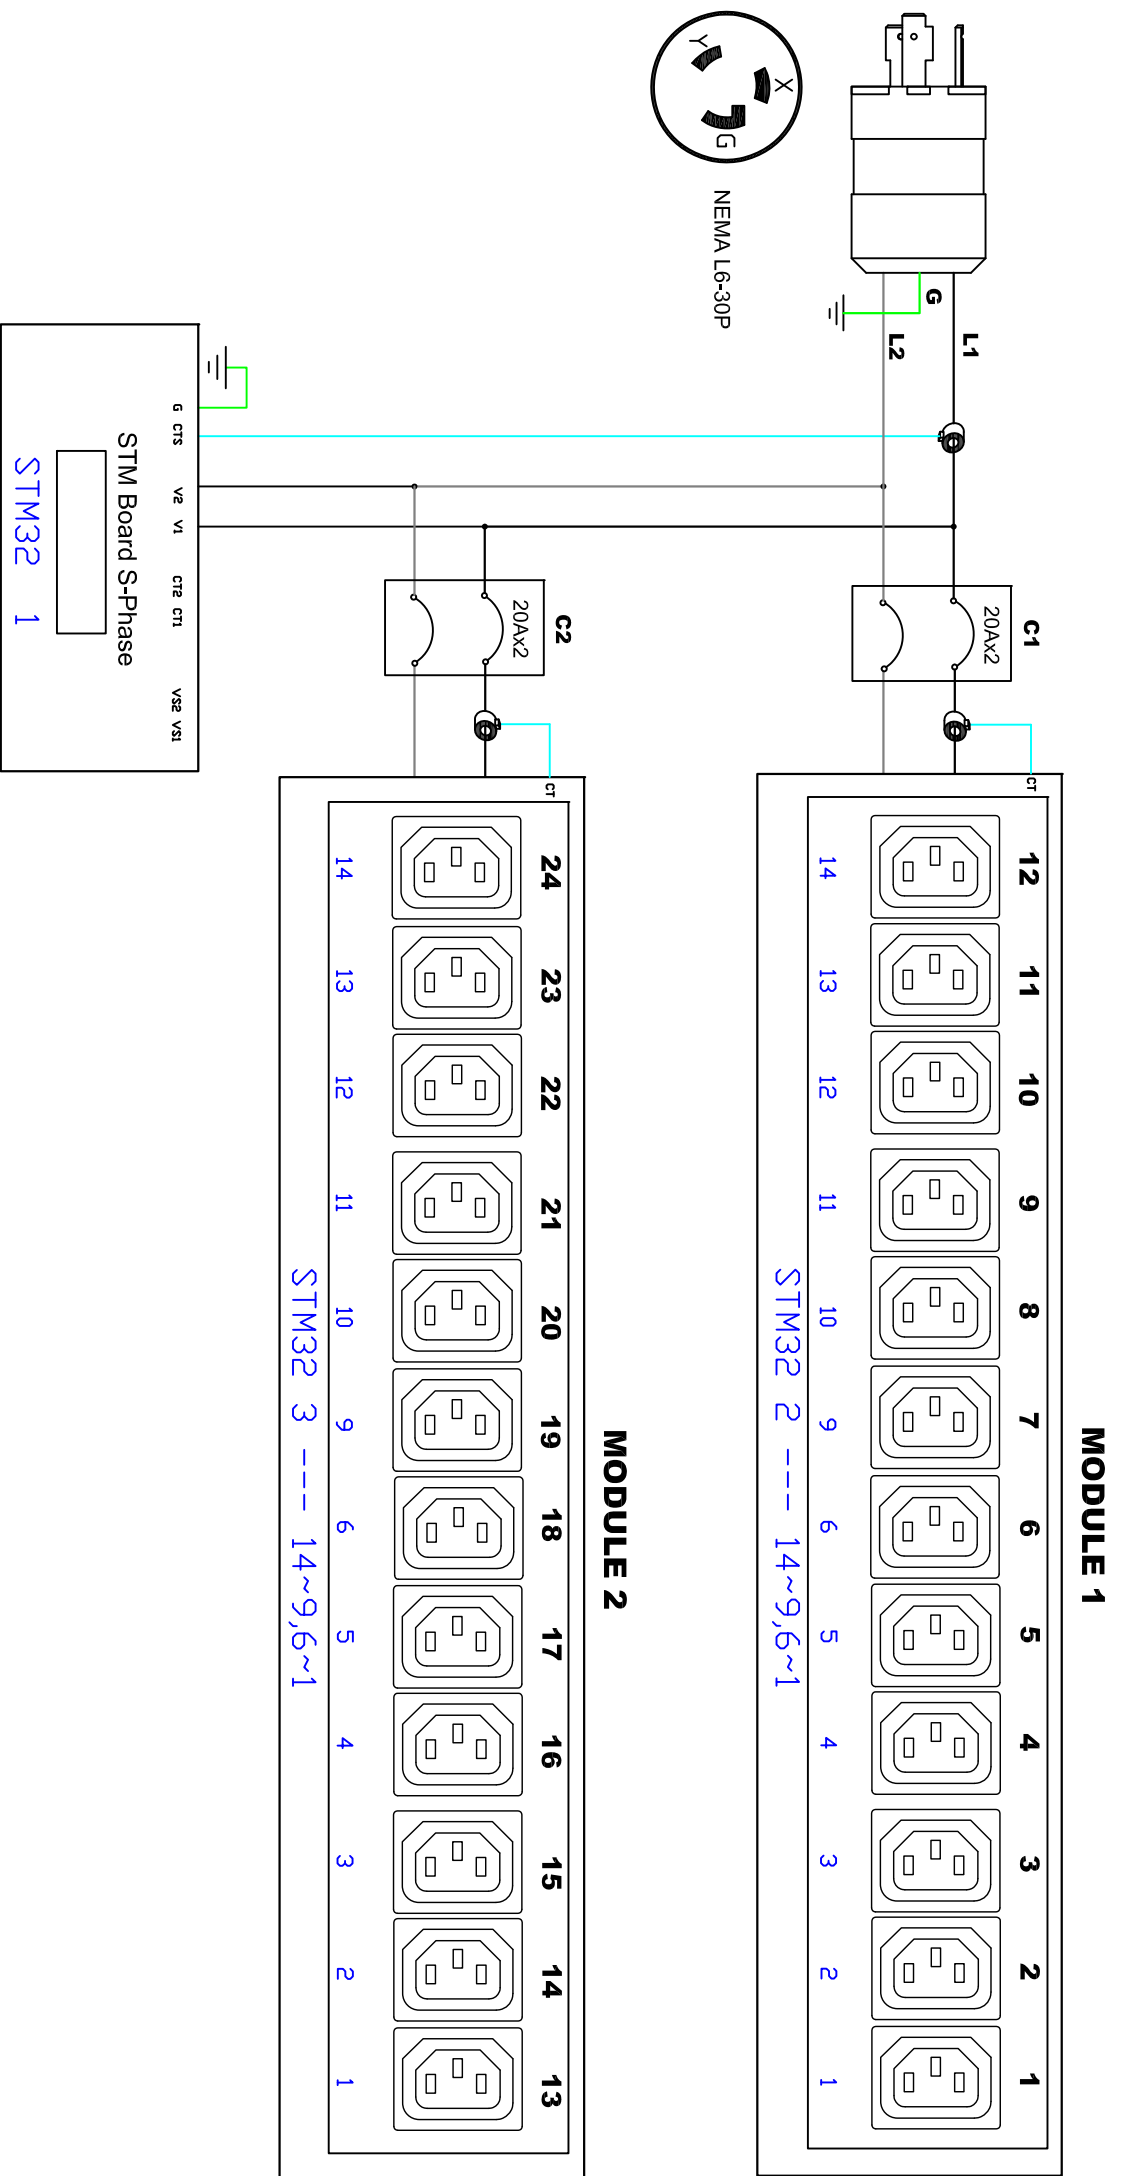 MODULE 1
12 11 10 9 8 7 6 5 4 3 2 1
14 13 12 11 10 9 6 5 4 3 2 1
STM32 2 --- 14~9,6~1
L1
G
L2
C1
20Ax2
CT
X
Y
G
NEMA L6-30P
MODULE 2
C2
20Ax2
CT
24 23 22 21 20 19 18 17 16 15 14 13
14 13 12 11 10 9 6 5 4 3 2 1
STM32 3 --- 14~9,6~1
G CTS V2 V1 CT2 CT1 VS2 VS1
STM Board S-Phase
STM32 1